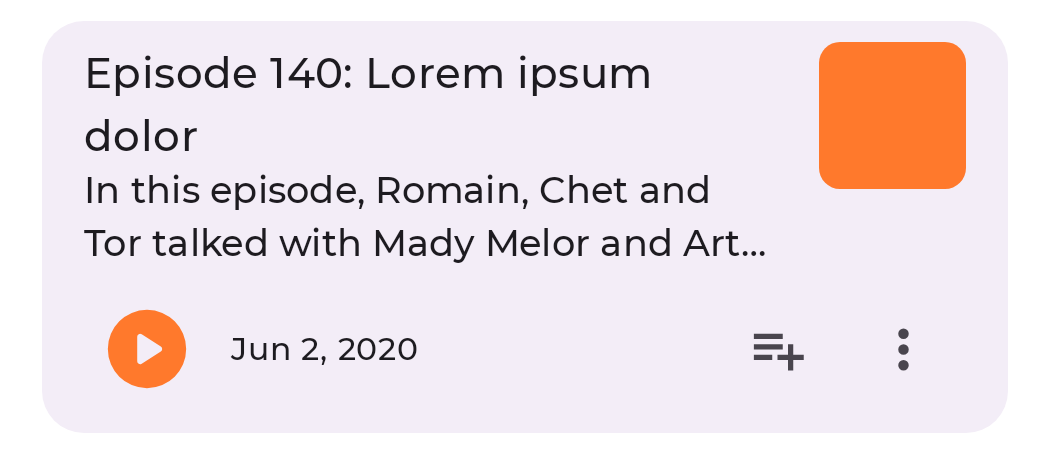 Episode 140: Lorem ipsum
dolor
In this episode, Romain, Chet and
Tor talked with Mady Melor and Art...
Jun 2, 2020